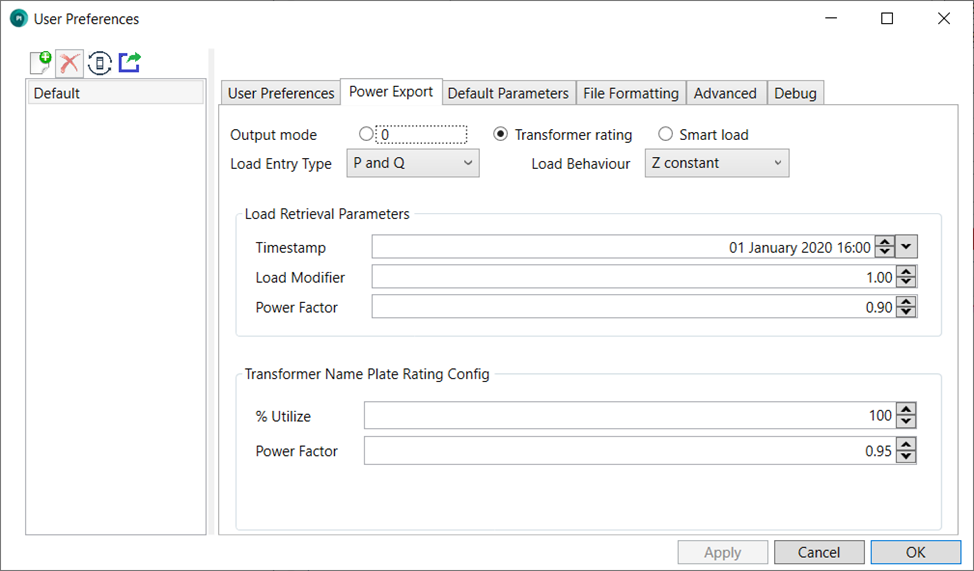 User Preferences
Default
User Preferences Power Export Default Parameters File Formatting Advanced Debug
Output mode 0 Transformer rating Smart load
Load Entry Type P and Q Load Behaviour Z constant
Load Retrieval Parameters
Timestamp 01 January 2020 16:00
Load Modifier 1.00
Power Factor 0.90
Transformer Name Plate Rating Config
% Utilize 100
Power Factor 0.95
Apply Cancel OK